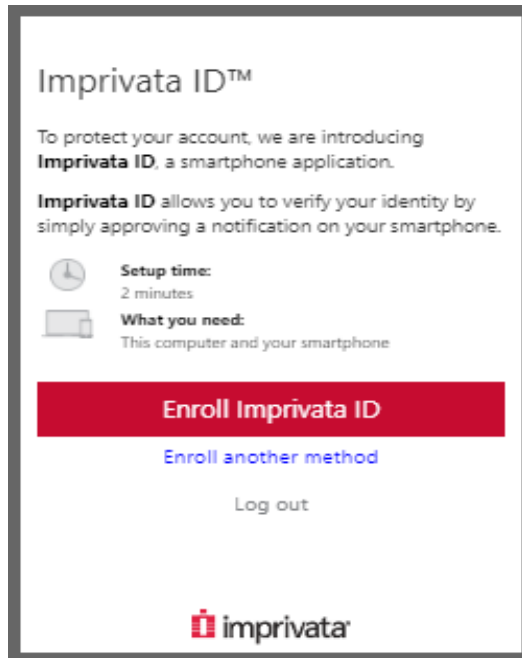 Imprivata ID™
To protect your account, we are introducing
Imprivata ID, a smartphone application.
Imprivata ID allows you to verify your identity by
simply approving a notification on your smartphone.
Setup time:
2 minutes
What you need:
This computer and your smartphone
Enroll Imprivata ID
Enroll another method
Log out
imprivata